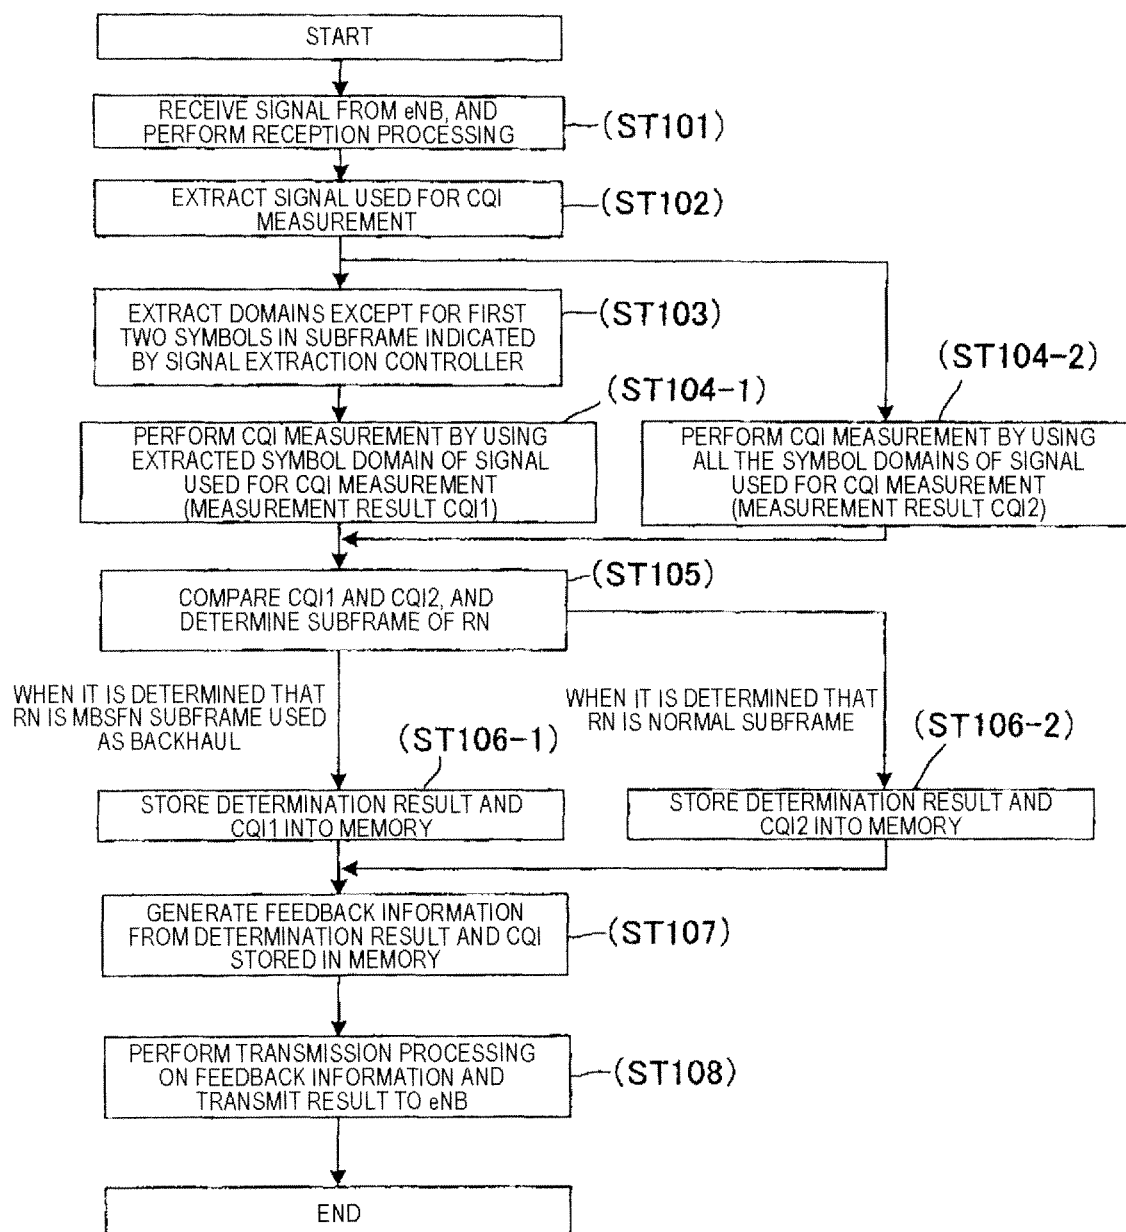 START
RECEIVE SIGNAL FROM eNB, AND
PERFORM RECEPTION PROCESSING
(ST101)
EXTRACT SIGNAL USED FOR CQI
MEASUREMENT
(ST102)
EXTRACT DOMAINS EXCEPT FOR FIRST
TWO SYMBOLS IN SUBFRAME INDICATED
BY SIGNAL EXTRACTION CONTROLLER
(ST103)
(ST104-1)
PERFORM CQI MEASUREMENT BY USING
EXTRACTED SYMBOL DOMAIN OF SIGNAL
USED FOR CQI MEASUREMENT
(MEASUREMENT RESULT CQI1)
(ST104-2)
PERFORM CQI MEASUREMENT BY USING
ALL THE SYMBOL DOMAINS OF SIGNAL
USED FOR CQI MEASUREMENT
(MEASUREMENT RESULT CQI2)
(ST105)
COMPARE CQI1 AND CQI2, AND
DETERMINE SUBFRAME OF RN
WHEN IT IS DETERMINED THAT
RN IS MBSFN SUBFRAME USED
AS BACKHAUL
WHEN IT IS DETERMINED THAT
RN IS NORMAL SUBFRAME
(ST106-1)
STORE DETERMINATION RESULT AND
CQI1 INTO MEMORY
(ST106-2)
STORE DETERMINATION RESULT AND
CQI2 INTO MEMORY
GENERATE FEEDBACK INFORMATION
FROM DETERMINATION RESULT AND CQI
STORED IN MEMORY
(ST107)
PERFORM TRANSMISSION PROCESSING
ON FEEDBACK INFORMATION AND
TRANSMIT RESULT TO eNB
(ST108)
END